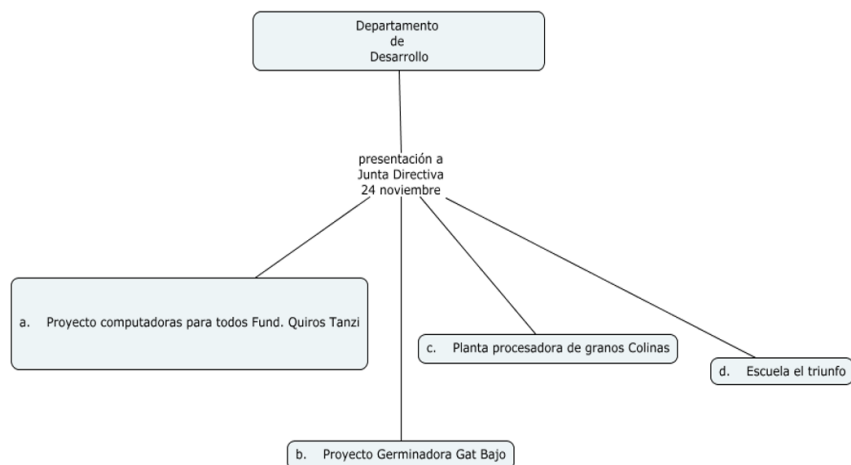 Departamento
de
Desarrollo
presentación a
Junta Directiva
24 noviembre
a. Proyecto computadoras para todos Fund. Quiros Tanzi
b. Proyecto Germinadora Gat Bajo
c. Planta procesadora de granos Colinas
d. Escuela el triunfo